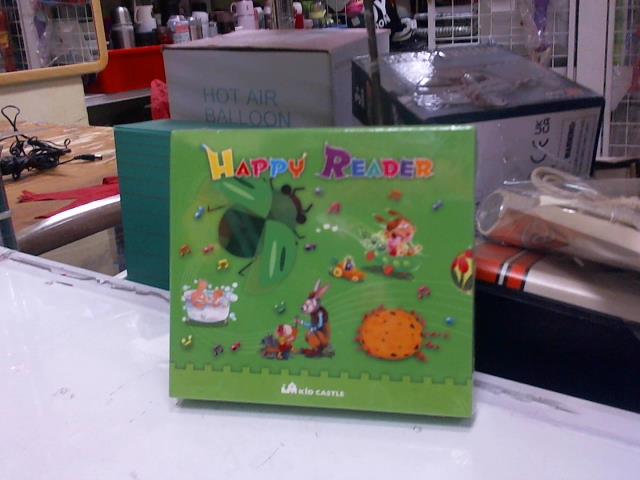 HOT AIR
BALLOON
HAPPY READER
KID CASTLE